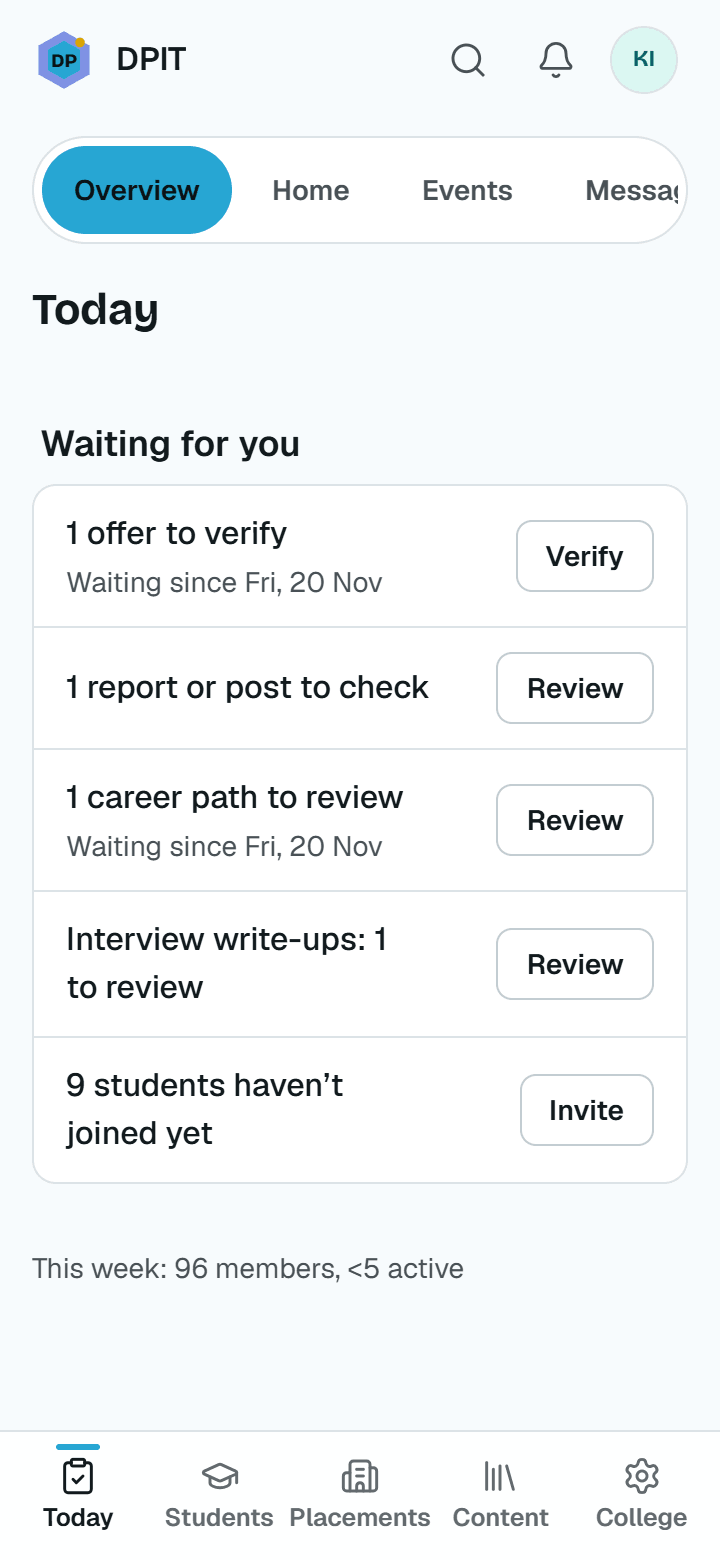 DP DPIT KI
Overview Home Events Messag
Today
Waiting for you
1 offer to verify
Waiting since Fri, 20 Nov
Verify
1 report or post to check
Review
1 career path to review
Waiting since Fri, 20 Nov
Review
Interview write-ups: 1
to review
Review
9 students haven’t
joined yet
Invite
This week: 96 members, <5 active
Today Students Placements Content College